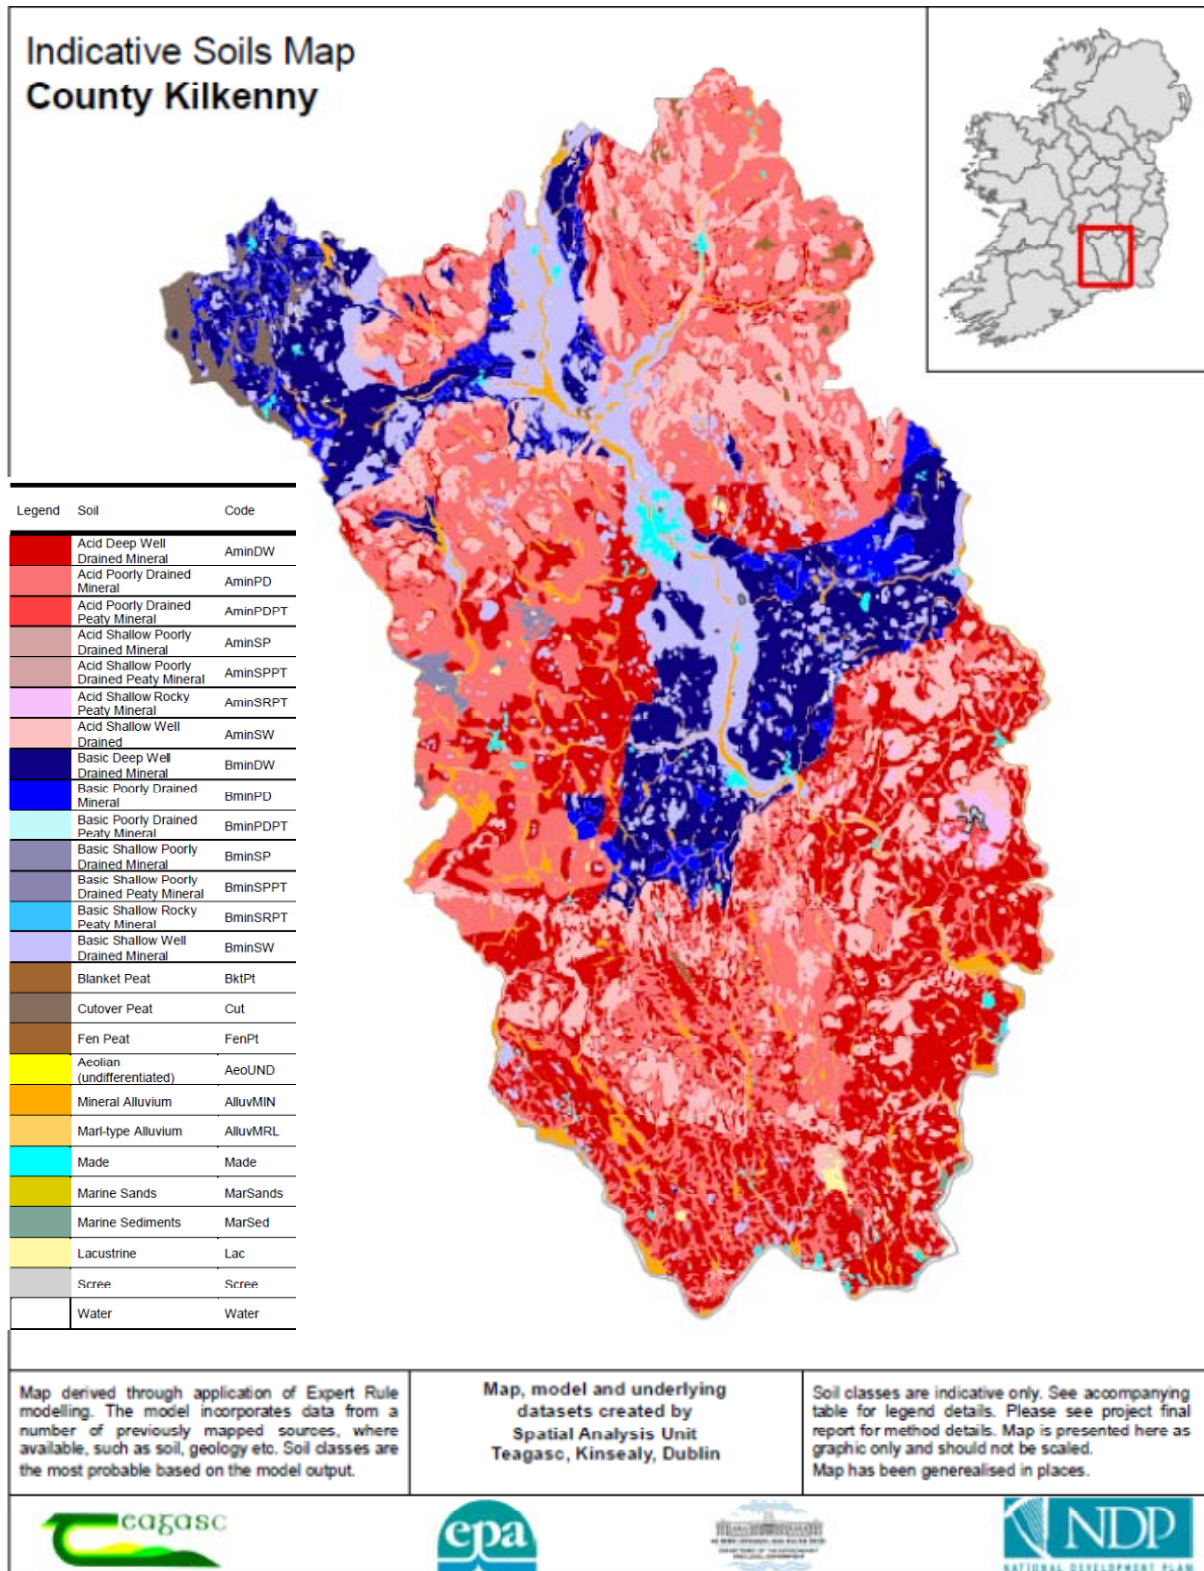 Indicative Soils Map
County Kilkenny
Legend Soil Code
Acid Deep Well
Drained Mineral AminDW
Acid Poorly Drained
Mineral AminPD
Acid Poorly Drained
Peaty Mineral AminPDPT
Acid Shallow Poorly
Drained Mineral AminSP
Acid Shallow Poorly
Drained Peaty Mineral AminSPPT
Acid Shallow Rocky
Peaty Mineral AminSRPT
Acid Shallow Well
Drained AminSW
Basic Deep Well
Drained Mineral BminDW
Basic Poorly Drained
Mineral BminPD
Basic Poorly Drained
Peaty Mineral BminPDPT
Basic Shallow Poorly
Drained Mineral BminSP
Basic Shallow Poorly
Drained Peaty Mineral BminSPPT
Basic Shallow Rocky
Peaty Mineral BminSRPT
Basic Shallow Well
Drained Mineral BminSW
Blanket Peat BktPt
Cutover Peat Cut
Fen Peat FenPt
Aeolian
(undifferentiated) AeoUND
Mineral Alluvium AlluvMIN
Marl-type Alluvium AlluvMRL
Made Made
Marine Sands MarSands
Marine Sediments MarSed
Lacustrine Lac
Scree Scree
Water Water
Map derived through application of Expert Rule
modelling. The model incorporates data from a
number of previously mapped sources, where
available, such as soil, geology etc. Soil classes are
the most probable based on the model output.
Map, model and underlying
datasets created by
Spatial Analysis Unit
Teagasc, Kinsealy, Dublin
Soil classes are indicative only. See accompanying
table for legend details. Please see project final
report for method details. Map is presented here as
graphic only and should not be scaled.
Map has been generealised in places.
eagasc
epa
NDP
NATIONAL DEVELOPMENT PLAN